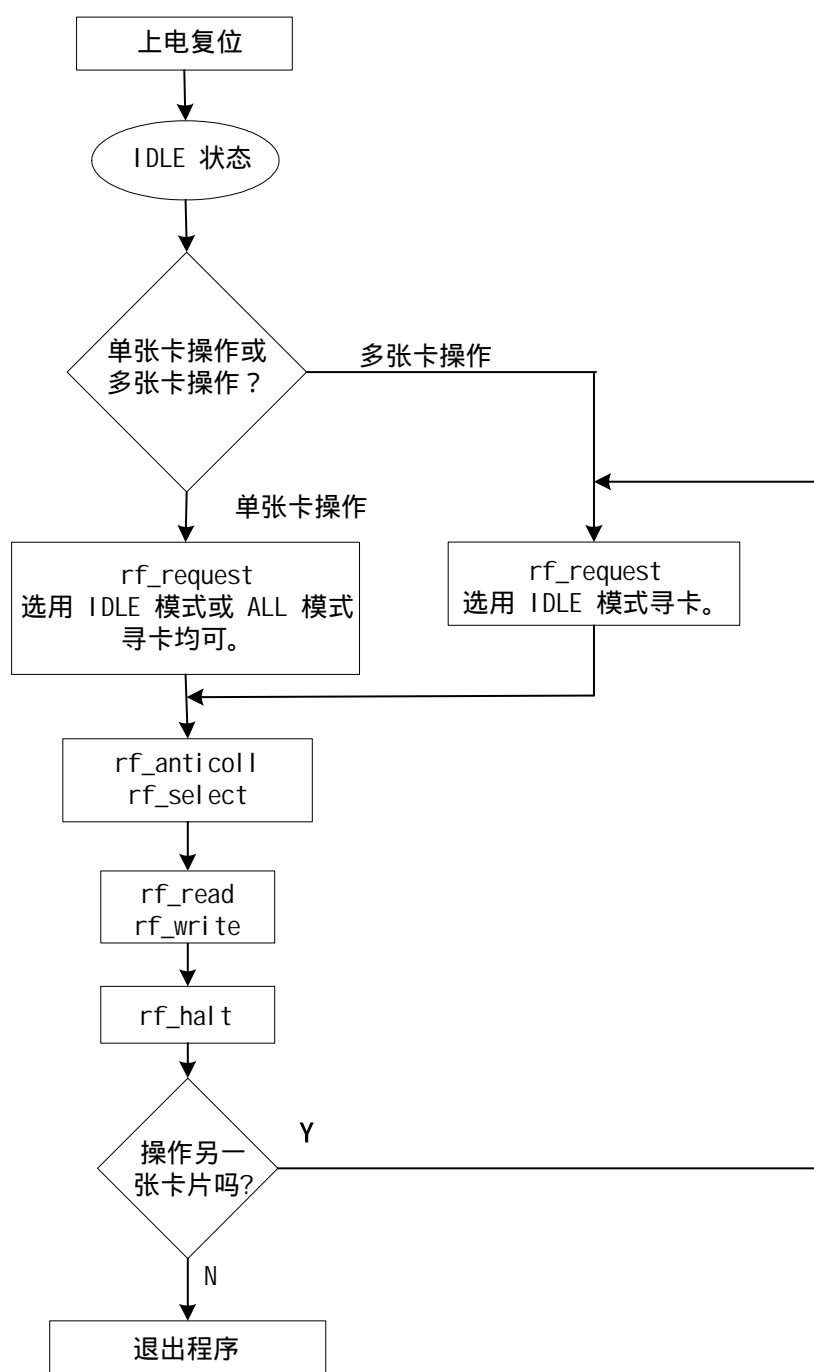 上电复位
IDLE 状态
单张卡操作或
多张卡操作？
多张卡操作
单张卡操作
rf_request
选用 IDLE 模式或 ALL 模式
寻卡均可。
rf_request
选用 IDLE 模式寻卡。
rf_anticoll
rf_select
rf_read
rf_write
rf_halt
操作另一
张卡片吗?
Y
N
退出程序